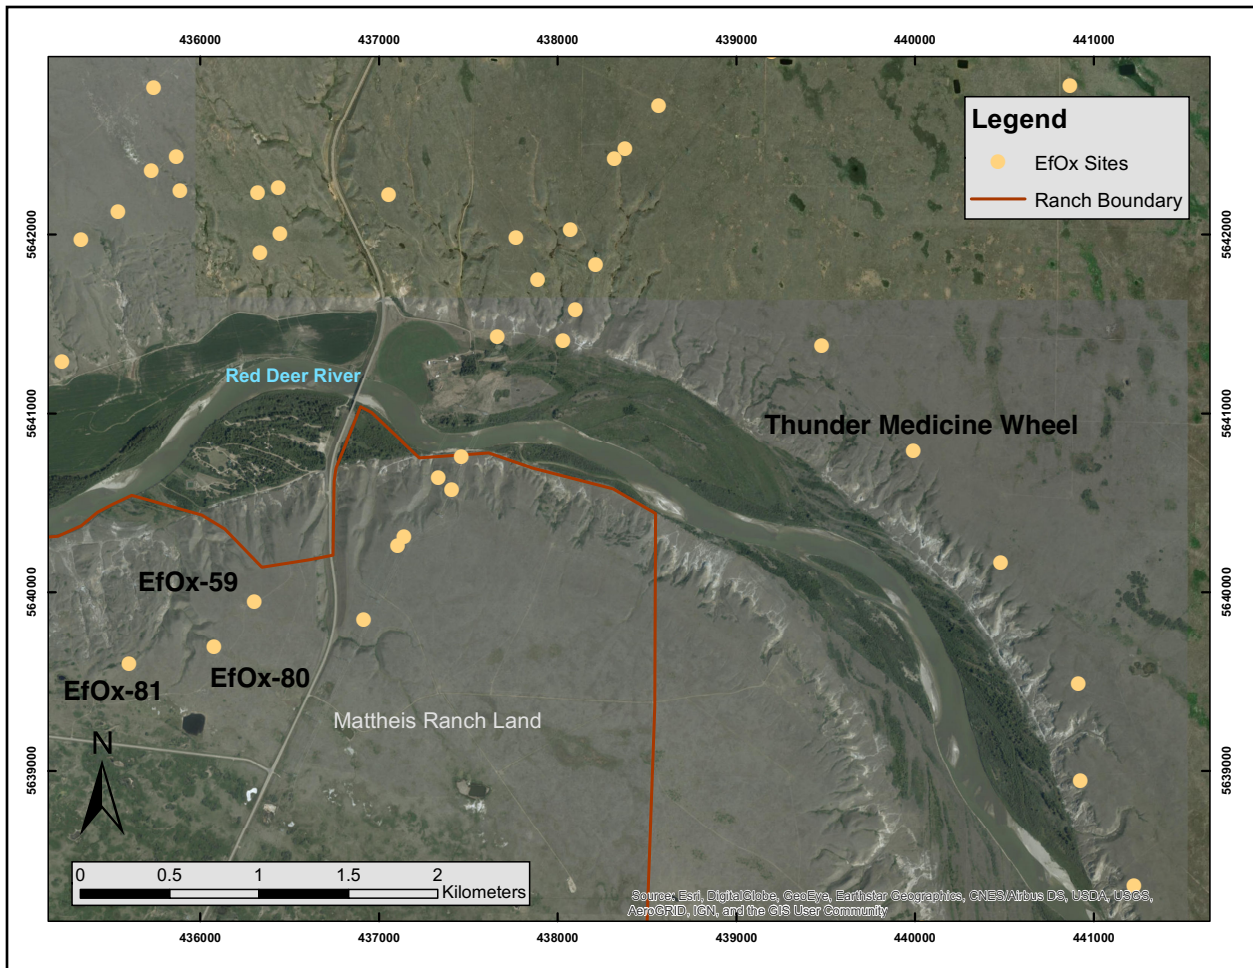 436000 437000 438000 439000 440000 441000
Legend
EfOx Sites
Ranch Boundary
5642000 5642000
Red Deer River
5641000 5641000
Thunder Medicine Wheel
EfOx-59
5640000 5640000
EfOx-80
EfOx-81
Mattheis Ranch Land
N
5639000 5639000
0 0.5 1 1.5 2
Kilometers
Source: Esri, DigitalGlobe, GeoEye, Earthstar Geographics, CNES/Airbus DS, USDA, USGS,
AeroGRID, IGN, and the GIS User Community
436000 437000 438000 439000 440000 441000